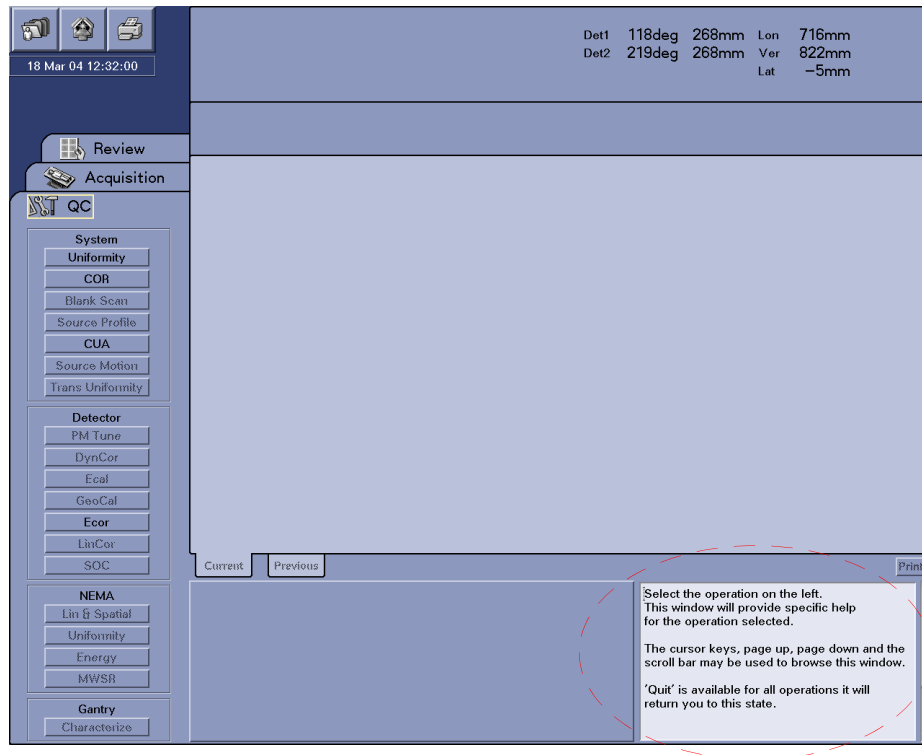 18 Mar 04 12:32:00
Det1 118deg 268mm Lon 716mm
Det2 219deg 268mm Ver 822mm
Lat −5mm
Review
Acquisition
QC
System
Uniformity
COR
Blank Scan
Source Profile
CUA
Source Motion
Trans Uniformity
Detector
PM Tune
DynCor
Ecal
GeoCal
Ecor
LinCor
SOC
NEMA
Lin & Spatial
Uniformity
Energy
MWSR
Gantry
Characterize
Current Previous
Print
Select the operation on the left.
This window will provide specific help
for the operation selected.
The cursor keys, page up, page down and the
scroll bar may be used to browse this window.
'Quit' is available for all operations it will
return you to this state.